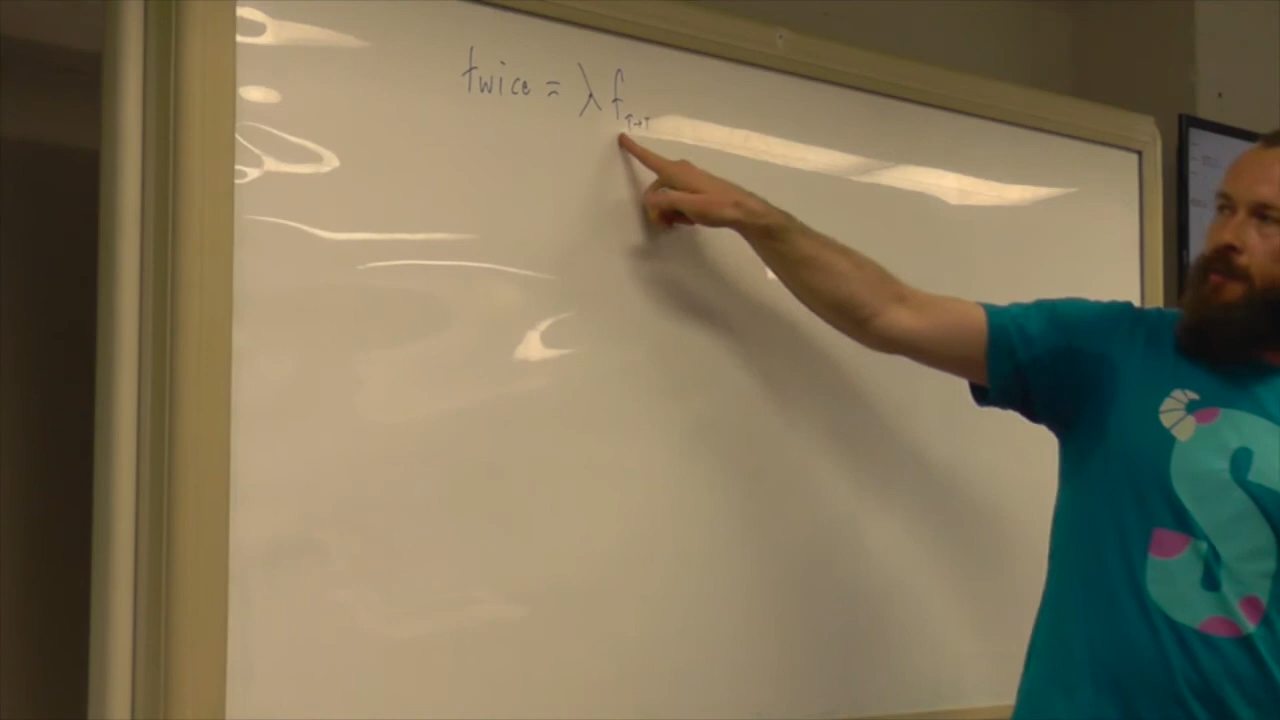 twice = λ f τ→τ